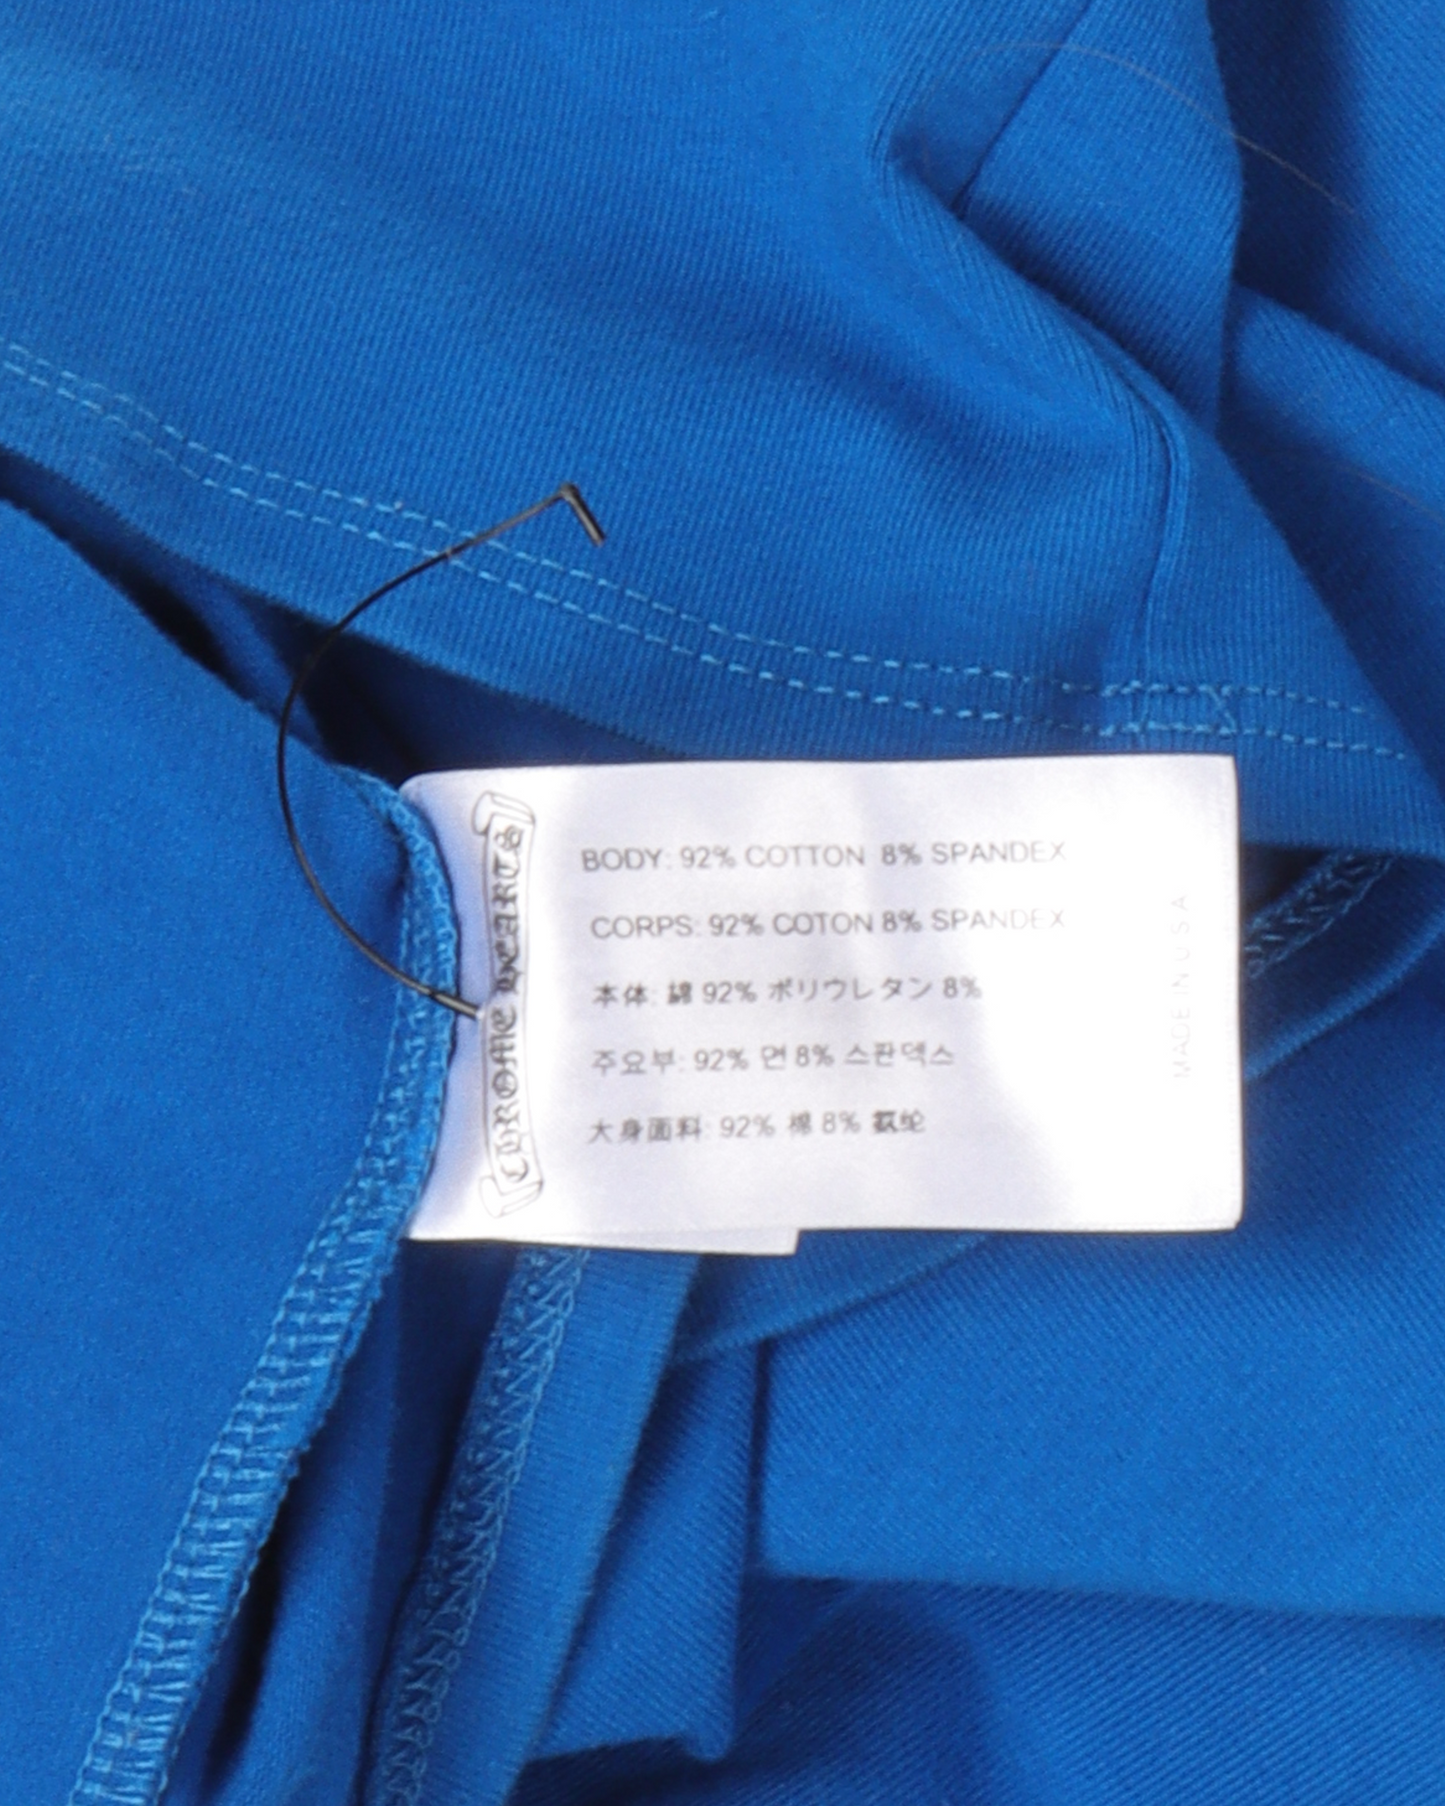 CHROME HEARTS
BODY: 92% COTTON 8% SPANDEX
CORPS: 92% COTON 8% SPANDEX
本体: 綿 92% ポリウレタン 8%
주요부: 92% 면 8% 스판덱스
大身面料: 92% 棉 8% 氨纶
MADE IN U S A